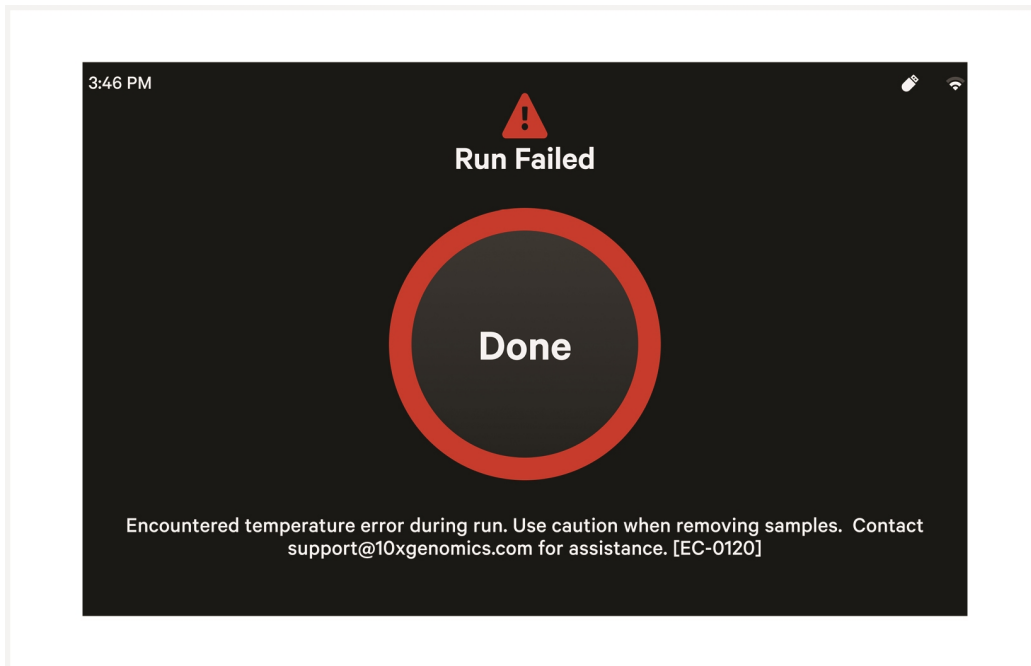 3:46 PM
Run Failed
Done
Encountered temperature error during run. Use caution when removing samples.  Contact
support@10xgenomics.com for assistance. [EC-0120]